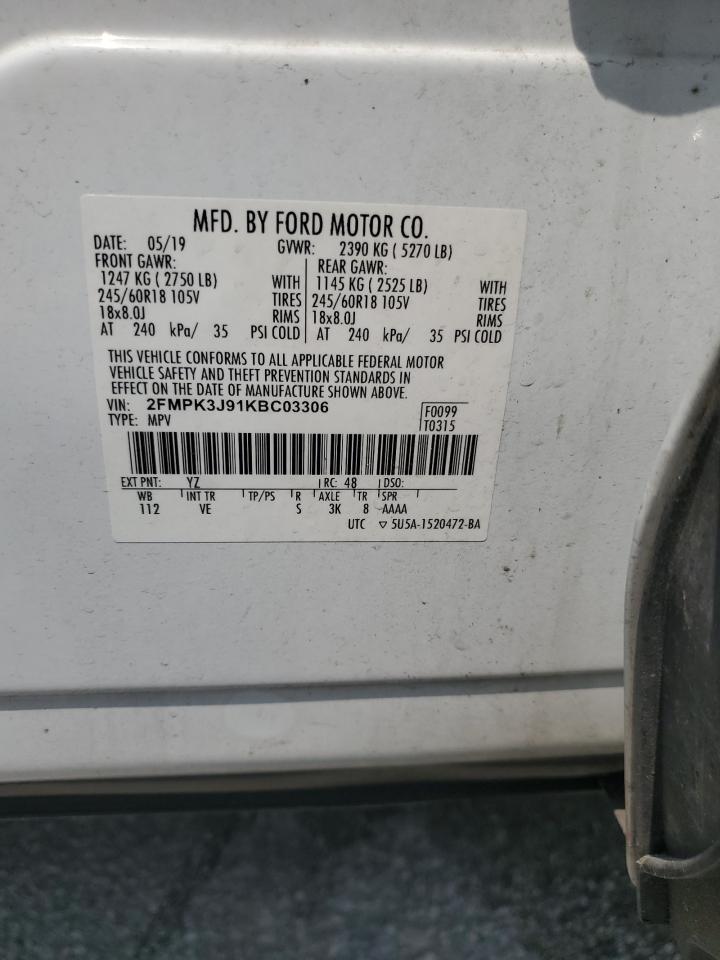 MFD. BY FORD MOTOR CO.
DATE: 05/19 GVWR: 2390 KG ( 5270 LB)
FRONT GAWR: REAR GAWR:
1247 KG ( 2750 LB) WITH 1145 KG ( 2525 LB) WITH
245/60R18 105V TIRES 245/60R18 105V TIRES
18x8.0J RIMS 18x8.0J RIMS
AT 240 kPa/ 35 PSI COLD AT 240 kPa/ 35 PSI COLD
THIS VEHICLE CONFORMS TO ALL APPLICABLE FEDERAL MOTOR
VEHICLE SAFETY AND THEFT PREVENTION STANDARDS IN
EFFECT ON THE DATE OF MANUFACTURE SHOWN ABOVE.
VIN: 2FMPK3J91KBC03306 F0099
TYPE: MPV T0315
EXT PNT: YZ RC: 48 DSO:
WB INT TR TP/PS R AXLE TR SPR
112 VE S 3K 8 AAAA
UTC ▽ 5U5A-1520472-BA